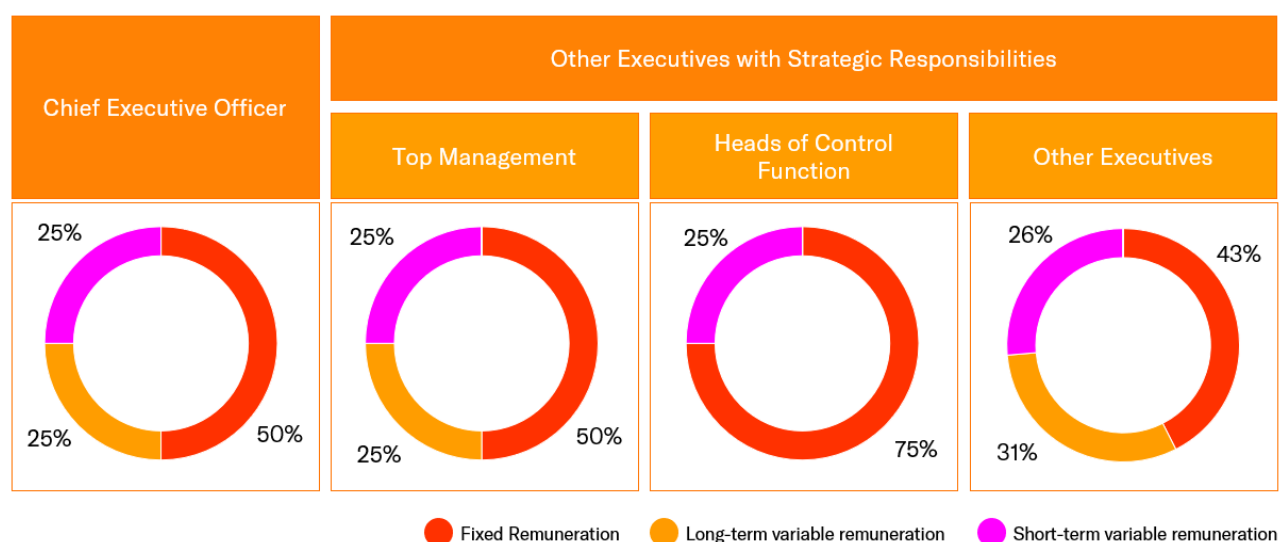 Chief Executive Officer
Other Executives with Strategic Responsibilities
Top Management
Heads of Control
Function
Other Executives
25%
25%
50%
25%
25%
50%
25%
75%
26%
43%
31%
Fixed Remuneration
Long-term variable remuneration
Short-term variable remuneration